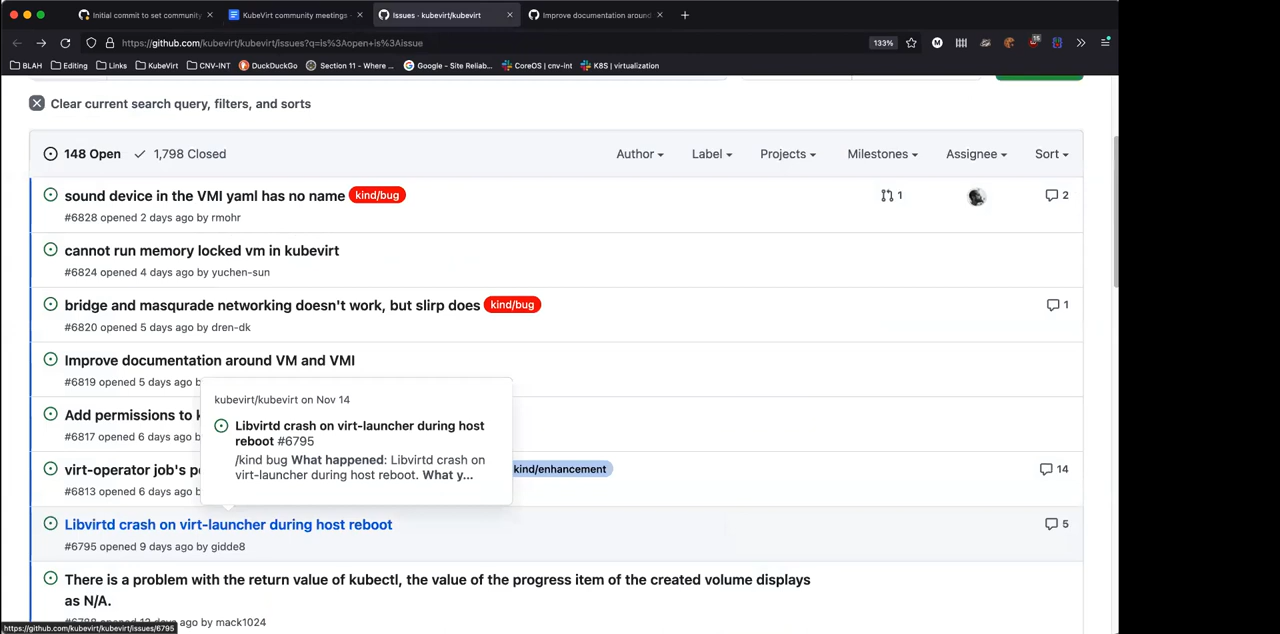 Initial commit to set community
KubeVirt community meetings -
Issues · kubevirt/kubevirt
Improve documentation around
https://github.com/kubevirt/kubevirt/issues?q=is%3Aopen+is%3Aissue
133%
BLAH
Editing
Links
KubeVirt
CNV-INT
DuckDuckGo
Section 11 – Where ...
Google - Site Reliab...
CoreOS | cnv-int
K8S | virtualization
Clear current search query, filters, and sorts
148 Open
1,798 Closed
Author
Label
Projects
Milestones
Assignee
Sort
sound device in the VMI yaml has no name kind/bug
1
2
#6828 opened 2 days ago by rmohr
cannot run memory locked vm in kubevirt
#6824 opened 4 days ago by yuchen-sun
bridge and masqurade networking doesn't work, but slirp does kind/bug
1
#6820 opened 5 days ago by dren-dk
Improve documentation around VM and VMI
#6819 opened 5 days ago
kubevirt/kubevirt on Nov 14
Libvirtd crash on virt-launcher during host
reboot #6795
/kind bug What happened: Libvirtd crash on
virt-launcher during host reboot. What y...
Add permissions to
#6817 opened 6 days ago
virt-operator job's
kind/enhancement
14
#6813 opened 6 days ago
Libvirtd crash on virt-launcher during host reboot
5
#6795 opened 9 days ago by gidde8
There is a problem with the return value of kubectl, the value of the progress item of the created volume displays
as N/A.
days ago by mack1024
https://github.com/kubevirt/kubevirt/issues/6795